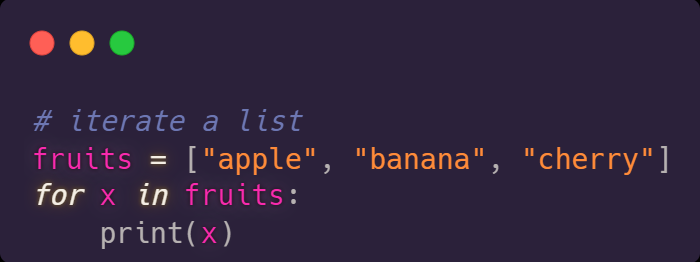 # iterate a list
fruits = ["apple", "banana", "cherry"]
for x in fruits:
    print(x)